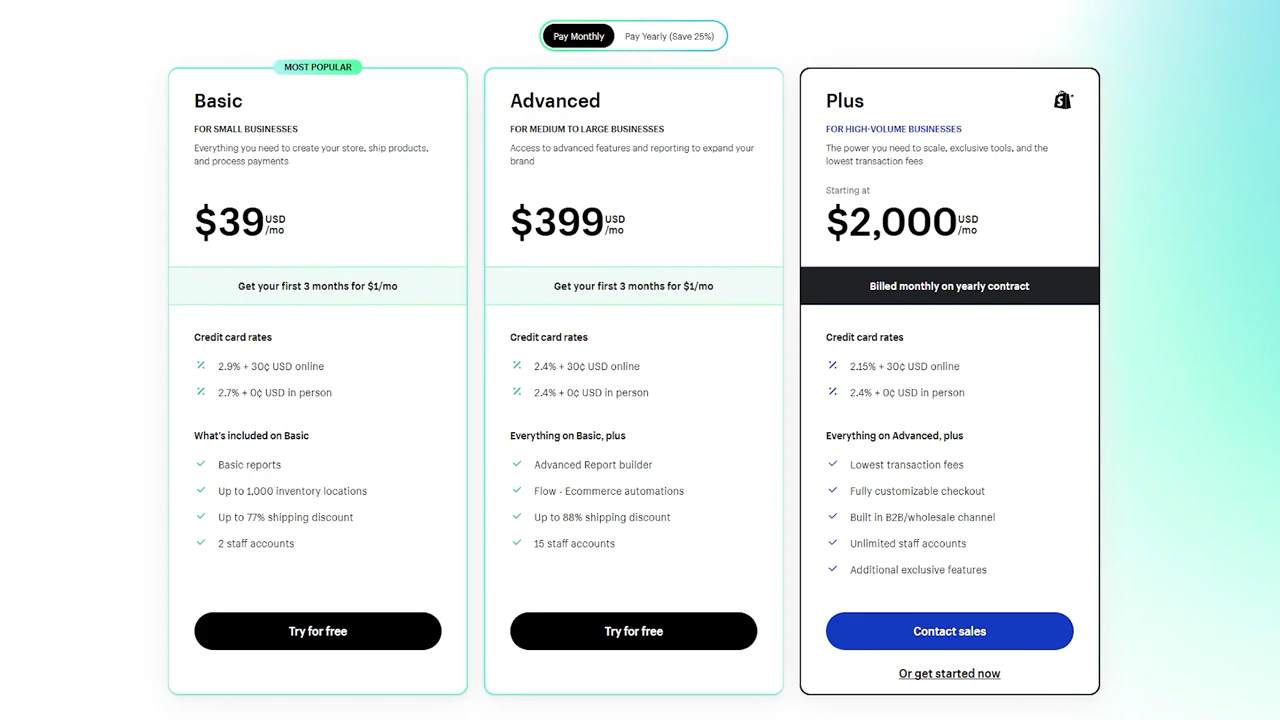 Pay Monthly
Pay Yearly (Save 25%)
MOST POPULAR
Basic
FOR SMALL BUSINESSES
Everything you need to create your store, ship products,
and process payments
$39 USD
/mo
Get your first 3 months for $1/mo
Credit card rates
2.9% + 30¢ USD online
2.7% + 0¢ USD in person
What's included on Basic
Basic reports
Up to 1,000 inventory locations
Up to 77% shipping discount
2 staff accounts
Try for free
Advanced
FOR MEDIUM TO LARGE BUSINESSES
Access to advanced features and reporting to expand your
brand
$399 USD
/mo
Get your first 3 months for $1/mo
Credit card rates
2.4% + 30¢ USD online
2.4% + 0¢ USD in person
Everything on Basic, plus
Advanced Report builder
Flow - Ecommerce automations
Up to 88% shipping discount
15 staff accounts
Try for free
Plus
FOR HIGH-VOLUME BUSINESSES
The power you need to scale, exclusive tools, and the
lowest transaction fees
Starting at
$2,000 USD
/mo
Billed monthly on yearly contract
Credit card rates
2.15% + 30¢ USD online
2.4% + 0¢ USD in person
Everything on Advanced, plus
Lowest transaction fees
Fully customizable checkout
Built in B2B/wholesale channel
Unlimited staff accounts
Additional exclusive features
Contact sales
Or get started now